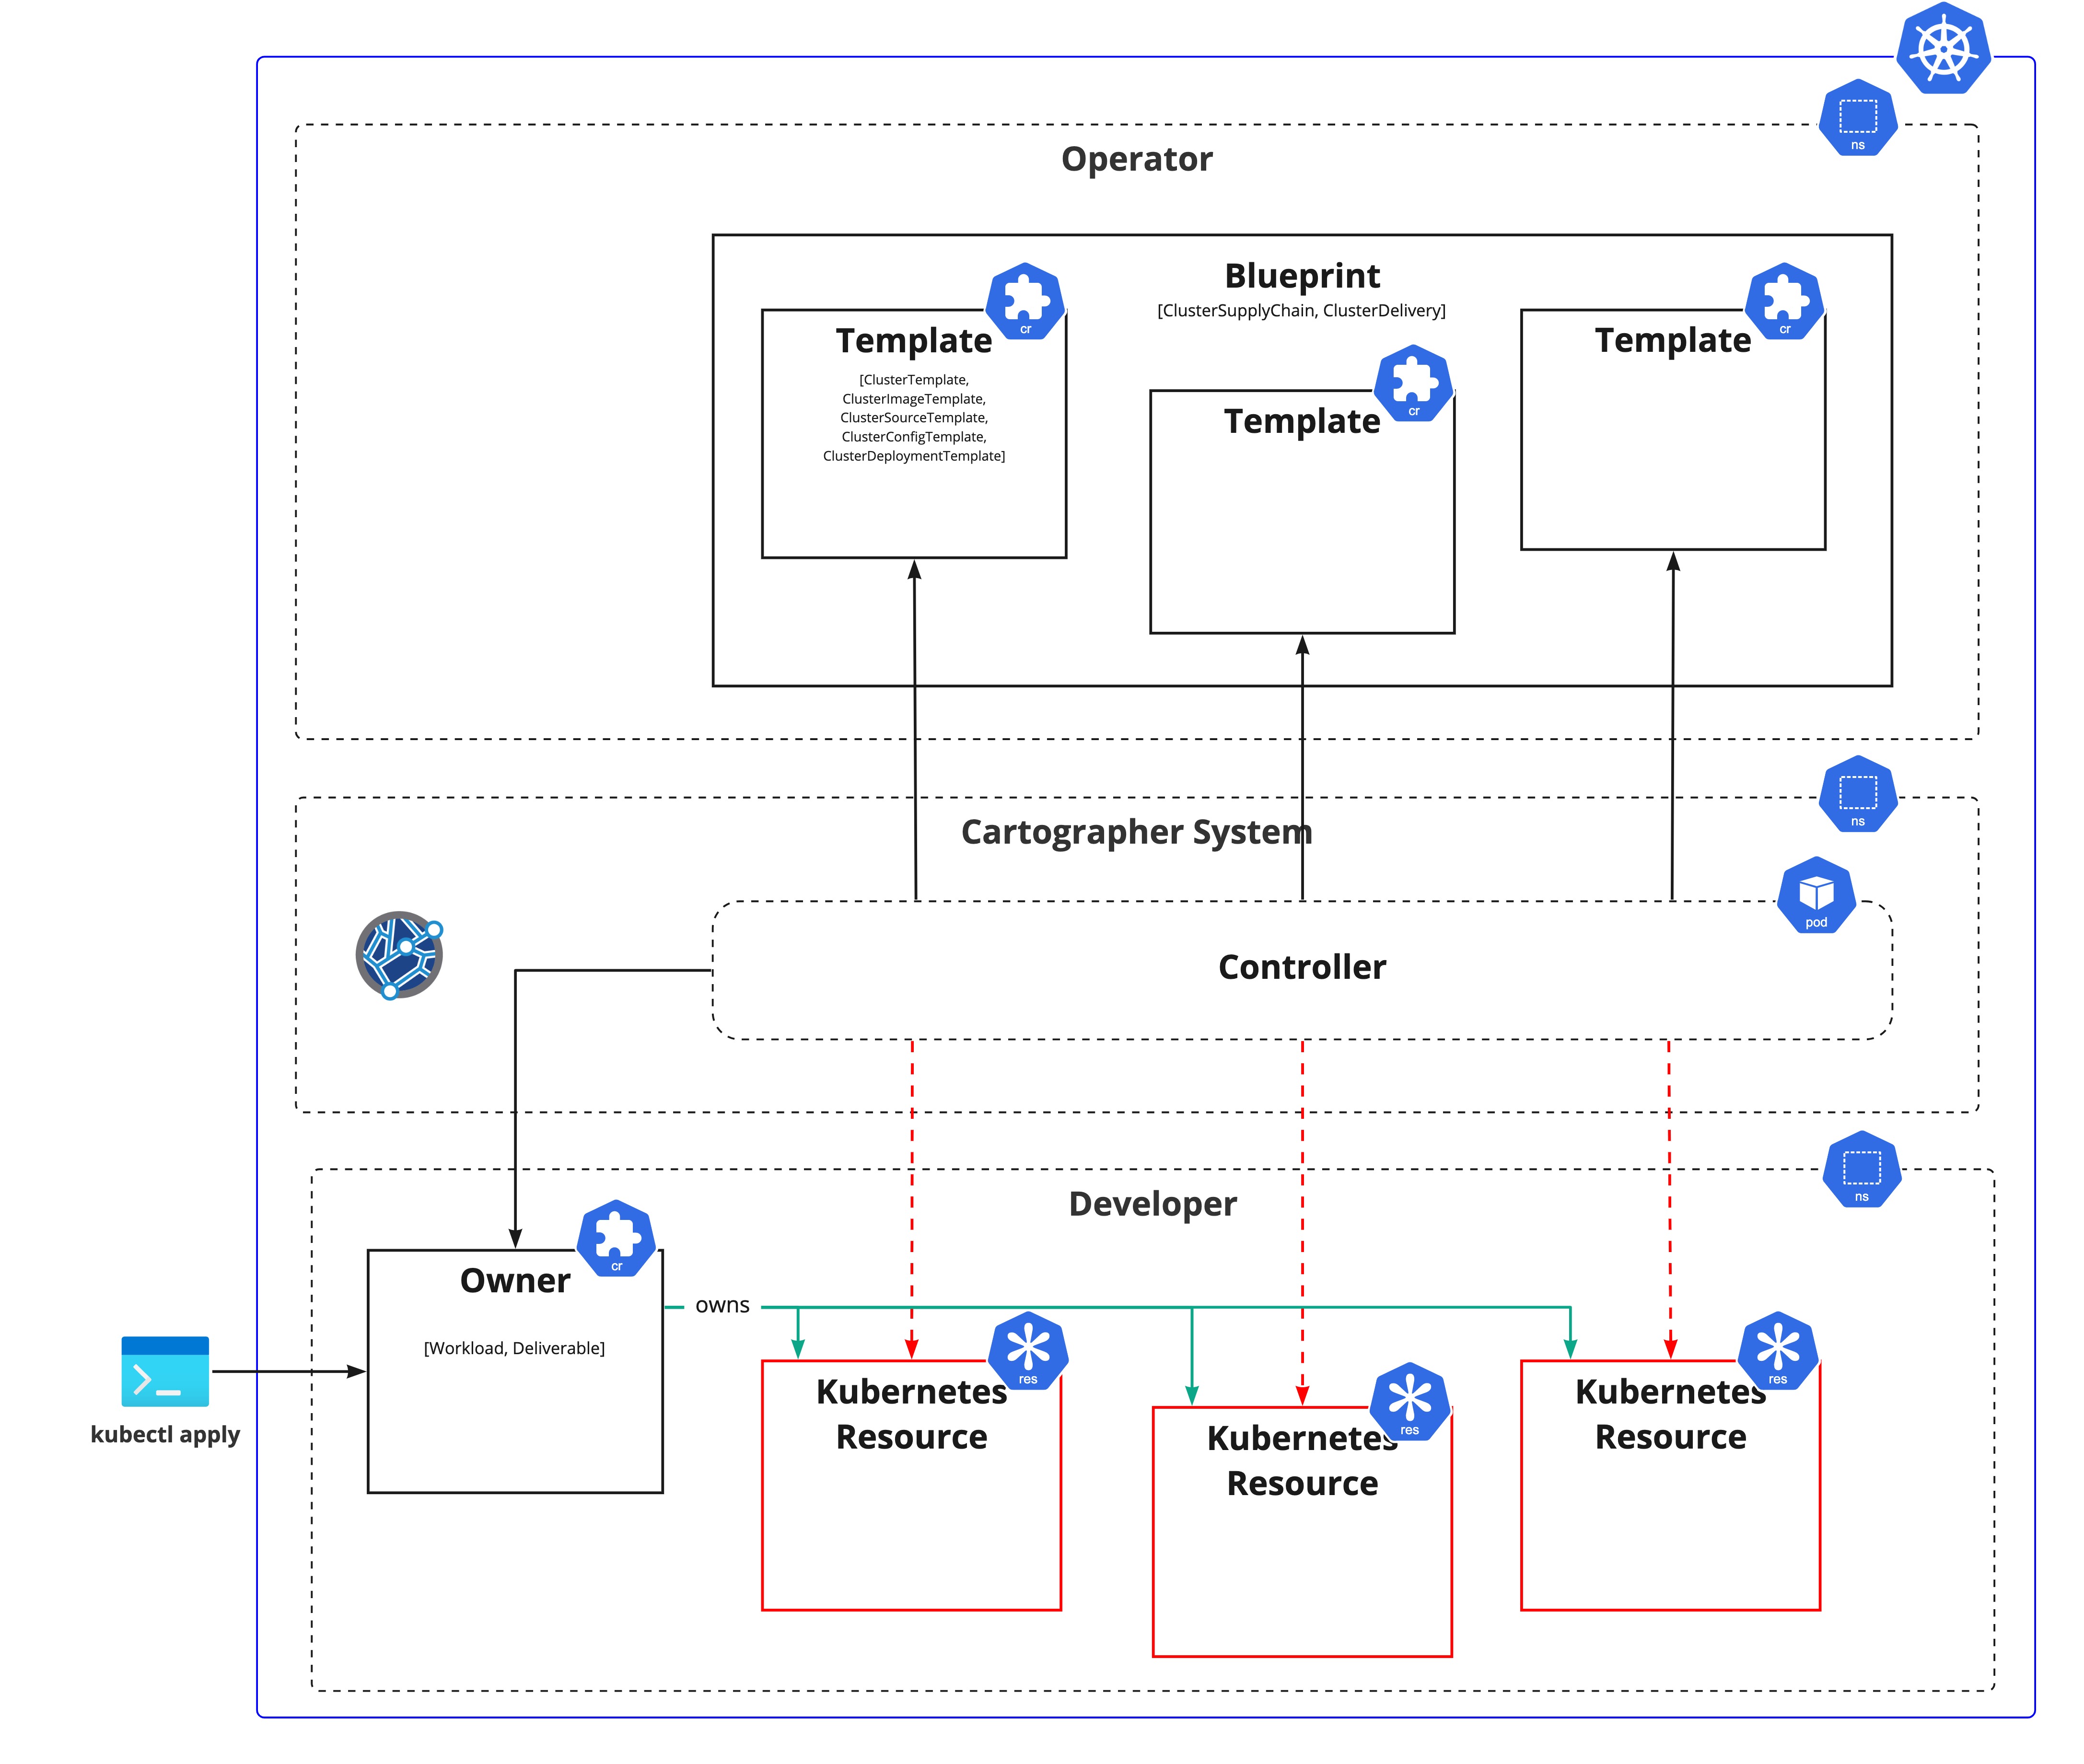 ns
Operator
Blueprint
[ClusterSupplyChain, ClusterDelivery]
cr
Template
[ClusterTemplate,
ClusterImageTemplate,
ClusterSourceTemplate,
ClusterConfigTemplate,
ClusterDeploymentTemplate]
cr
Template
cr
Template
ns
Cartographer System
pod
Controller
ns
Developer
cr
Owner
[Workload, Deliverable]
owns
>_
kubectl apply
res
Kubernetes
Resource
res
Kubernetes
Resource
res
Kubernetes
Resource